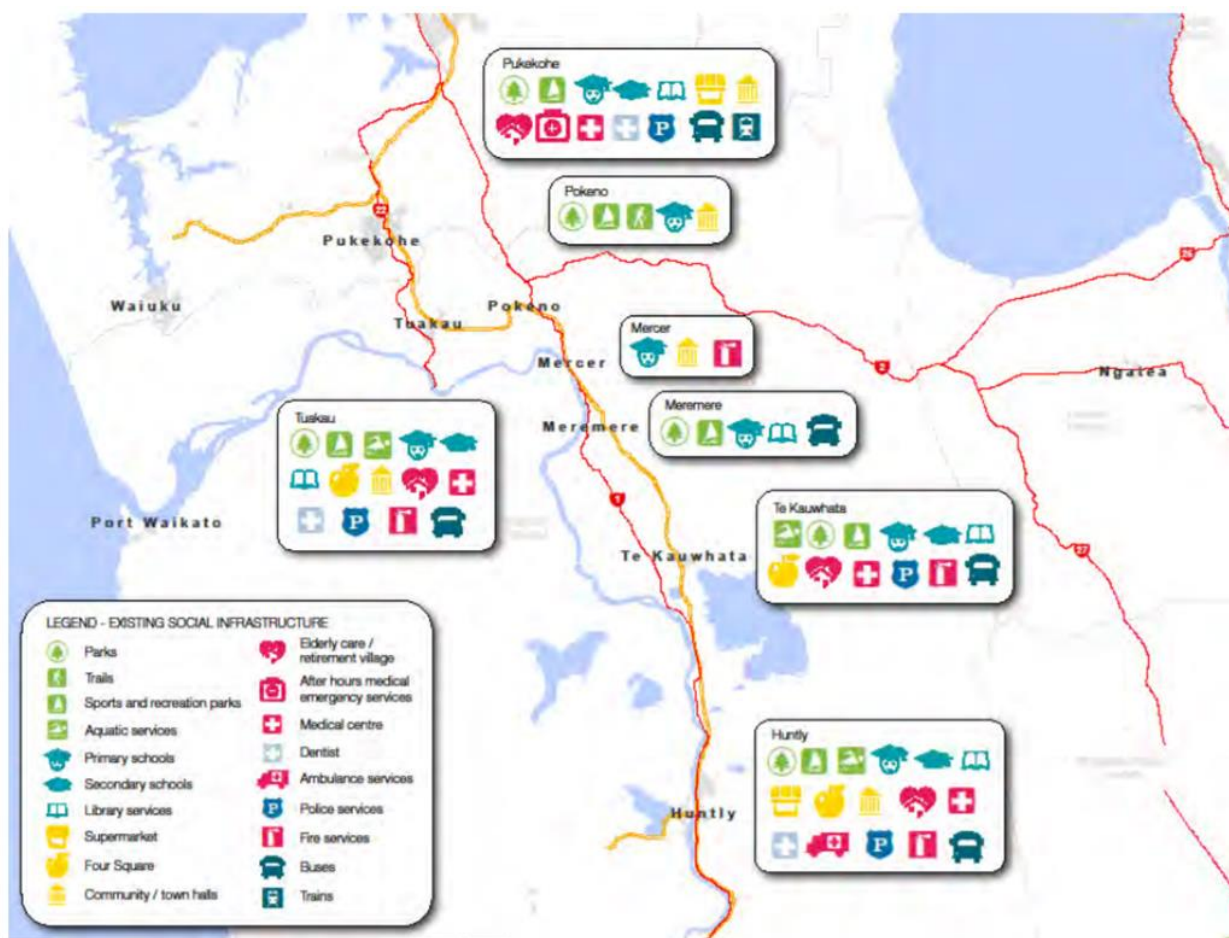 Pukekohe
Pokeno
22
Pukekohe
Waiuku
Pokeno
Tuakau
26
Mercer
Mercer
2
Ngatea
Tuakau
Meremere
Meremere
1
Port Waikato
Te Kauwhata
Te Kauwhata
27
LEGEND - EXISTING SOCIAL INFRASTRUCTURE
Parks
Trails
Sports and recreation parks
Aquatic services
Primary schools
Secondary schools
Library services
Supermarket
Four Square
Community / town halls
Elderly care /
retirement village
After hours medical
emergency services
Medical centre
Dentist
Ambulance services
Police services
Fire services
Buses
Trains
Huntly
Huntly